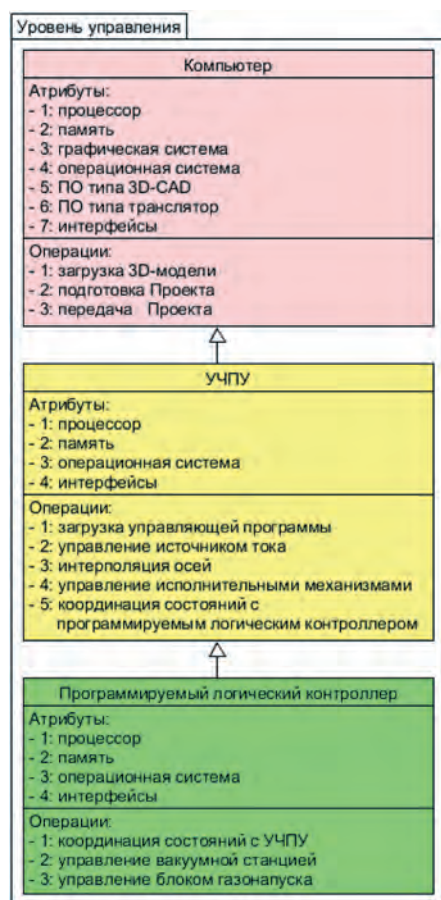 Уровень управления
Компьютер
Атрибуты:
- 1: процессор
- 2: память
- 3: графическая система
- 4: операционная система
- 5: ПО типа 3D-CAD
- 6: ПО типа транслятор
- 7: интерфейсы
Операции:
- 1: загрузка 3D-модели
- 2: подготовка Проекта
- 3: передача Проекта
УЧПУ
Атрибуты:
- 1: процессор
- 2: память
- 3: операционная система
- 4: интерфейсы
Операции:
- 1: загрузка управляющей программы
- 2: управление источником тока
- 3: интерполяция осей
- 4: управление исполнительными механизмами
- 5: координация состояний с
программируемым логическим контроллером
Программируемый логический контроллер
Атрибуты:
- 1: процессор
- 2: память
- 3: операционная система
- 4: интерфейсы
Операции:
- 1: координация состояний с УЧПУ
- 2: управление вакуумной станцией
- 3: управление блоком газонапуска